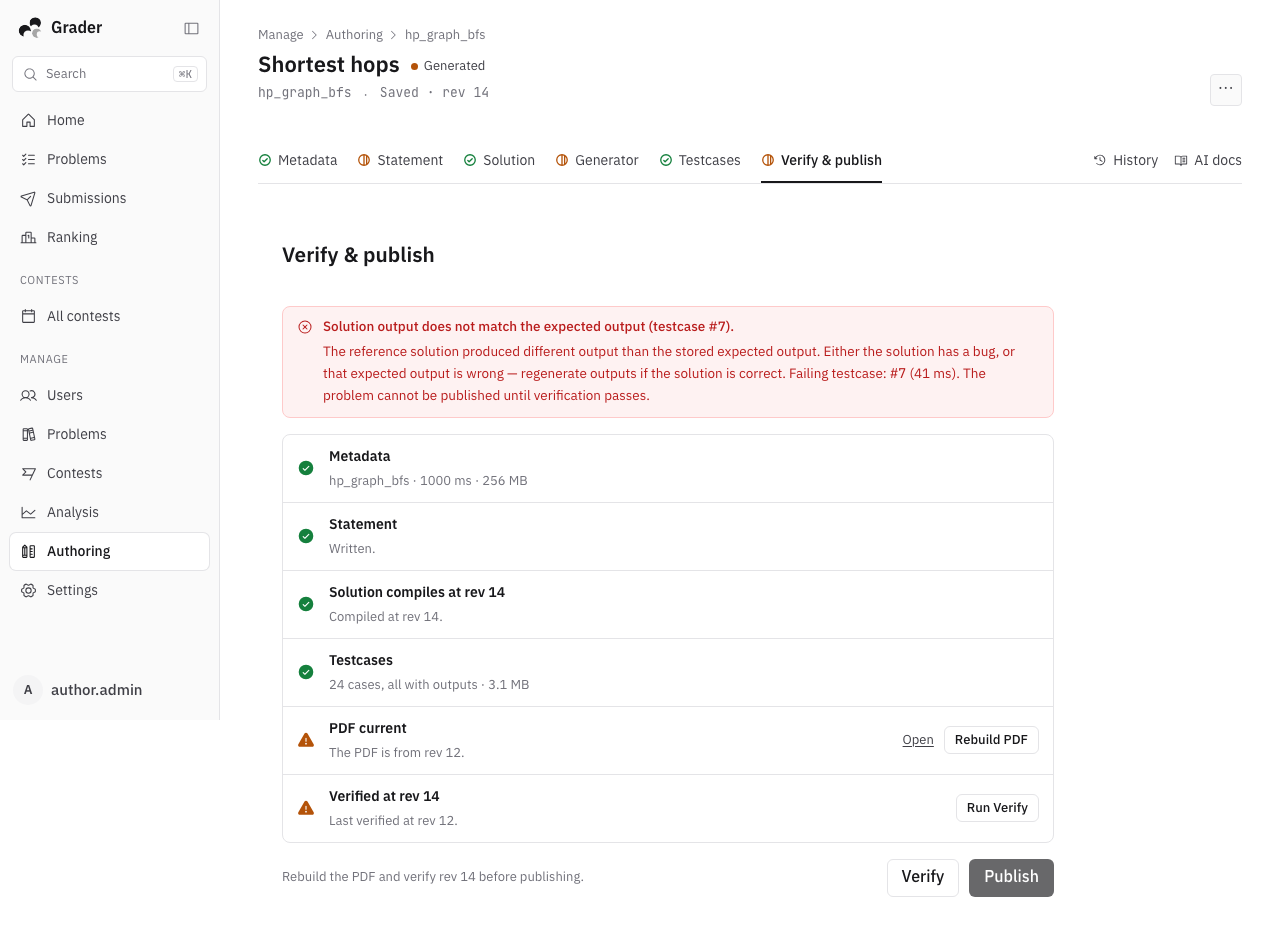 Grader
Search ⌘K
Home
Problems
Submissions
Ranking
CONTESTS
All contests
MANAGE
Users
Problems
Contests
Analysis
Authoring
Settings
A author.admin
Manage > Authoring > hp_graph_bfs
Shortest hops Generated
hp_graph_bfs . Saved · rev 14
...
Metadata Statement Solution Generator Testcases Verify & publish History AI docs
Verify & publish
Solution output does not match the expected output (testcase #7).
The reference solution produced different output than the stored expected output. Either the solution has a bug, or
that expected output is wrong — regenerate outputs if the solution is correct. Failing testcase: #7 (41 ms). The
problem cannot be published until verification passes.
Metadata
hp_graph_bfs · 1000 ms · 256 MB
Statement
Written.
Solution compiles at rev 14
Compiled at rev 14.
Testcases
24 cases, all with outputs · 3.1 MB
PDF current
The PDF is from rev 12.
Open Rebuild PDF
Verified at rev 14
Last verified at rev 12.
Run Verify
Rebuild the PDF and verify rev 14 before publishing.
Verify Publish